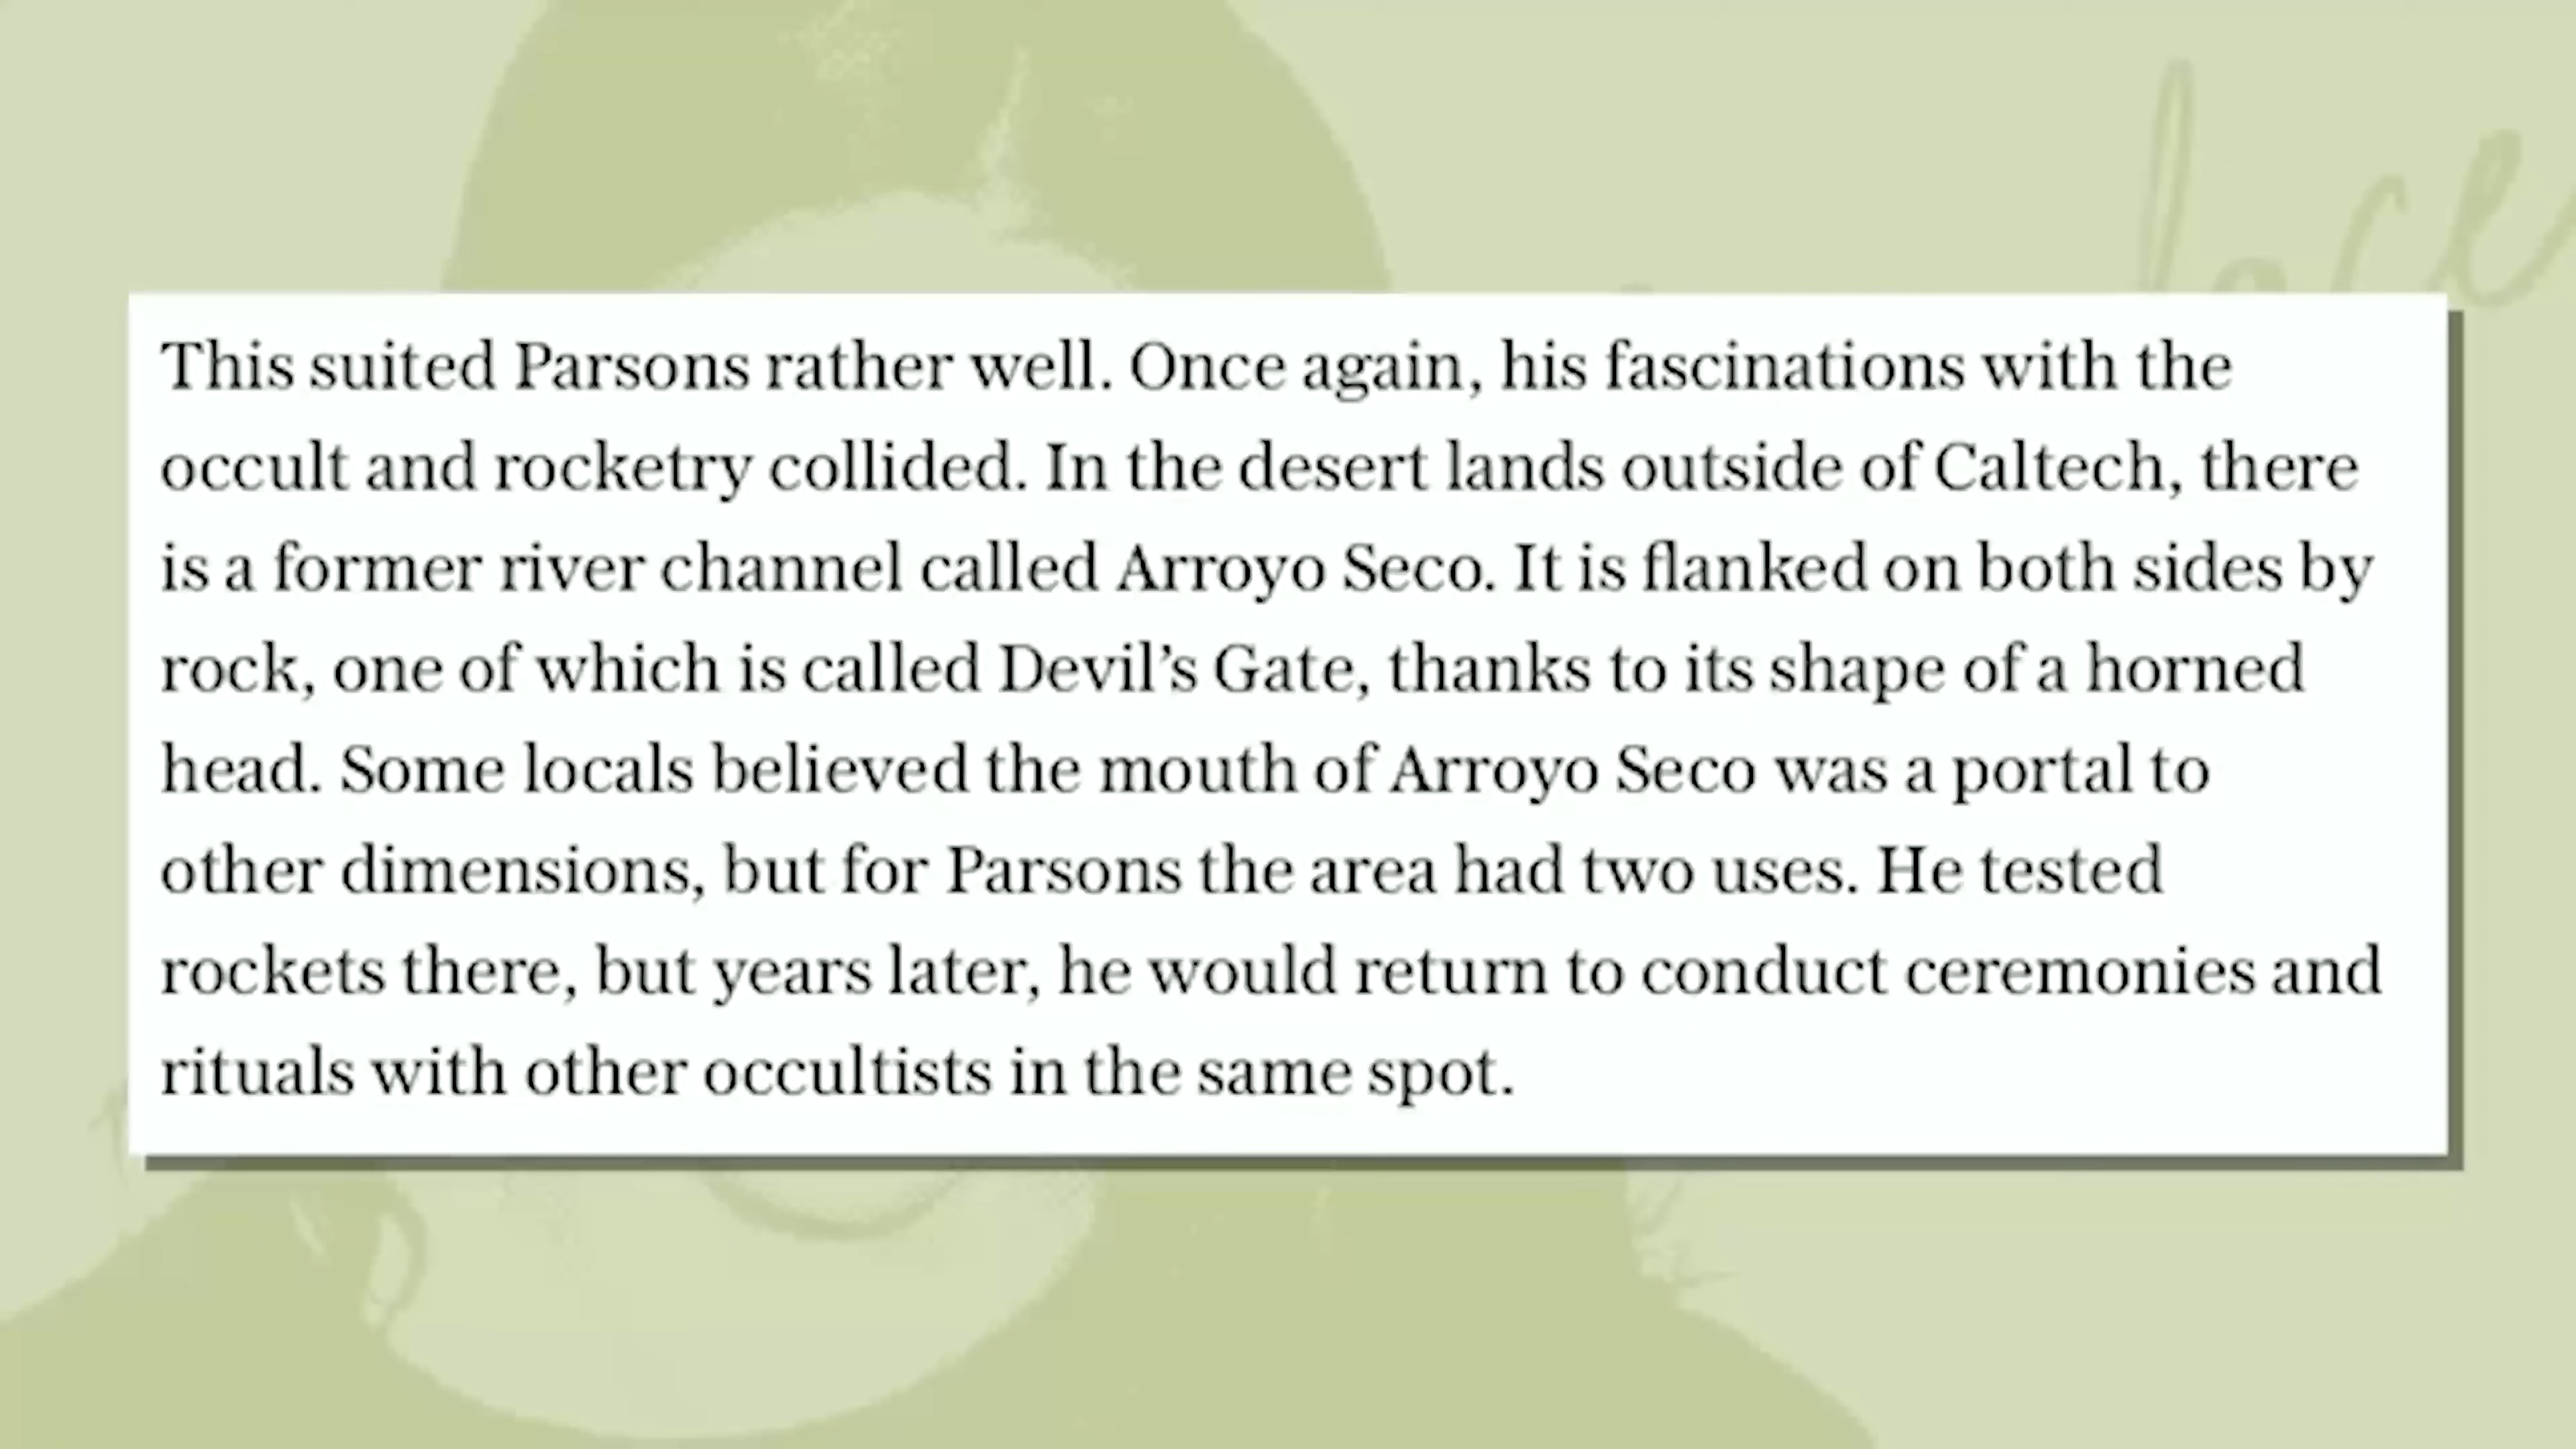 This suited Parsons rather well. Once again, his fascinations with the
occult and rocketry collided. In the desert lands outside of Caltech, there
is a former river channel called Arroyo Seco. It is flanked on both sides by
rock, one of which is called Devil’s Gate, thanks to its shape of a horned
head. Some locals believed the mouth of Arroyo Seco was a portal to
other dimensions, but for Parsons the area had two uses. He tested
rockets there, but years later, he would return to conduct ceremonies and
rituals with other occultists in the same spot.